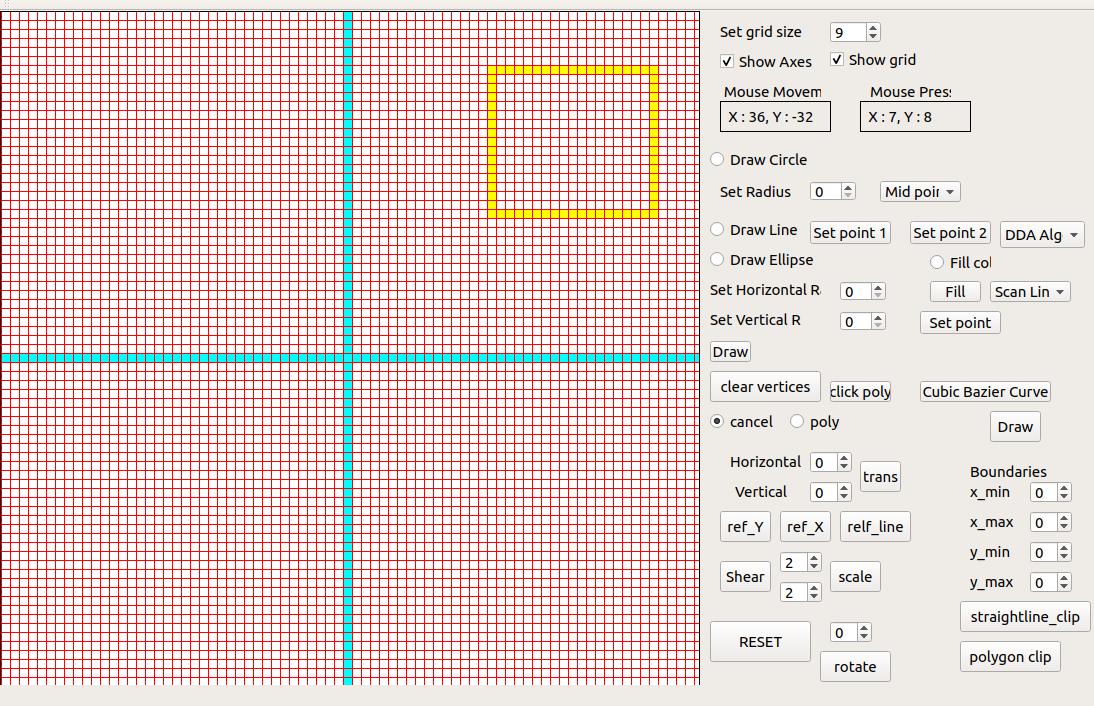 Set grid size 9
Show Axes Show grid
Mouse Movem Mouse Press
X : 36, Y : -32 X : 7, Y : 8
Draw Circle
Set Radius 0 Mid poir
Draw Line Set point 1 Set point 2 DDA Alg
Draw Ellipse Fill col
Set Horizontal Ra 0 Fill Scan Lin
Set Vertical R 0 Set point
Draw
clear vertices click poly Cubic Bazier Curve
cancel poly Draw
Horizontal 0 trans Boundaries
Vertical 0 x_min 0
ref_Y ref_X relf_line x_max 0
y_min 0
Shear 2 2 scale y_max 0
straightline_clip
RESET 0 polygon clip
rotate